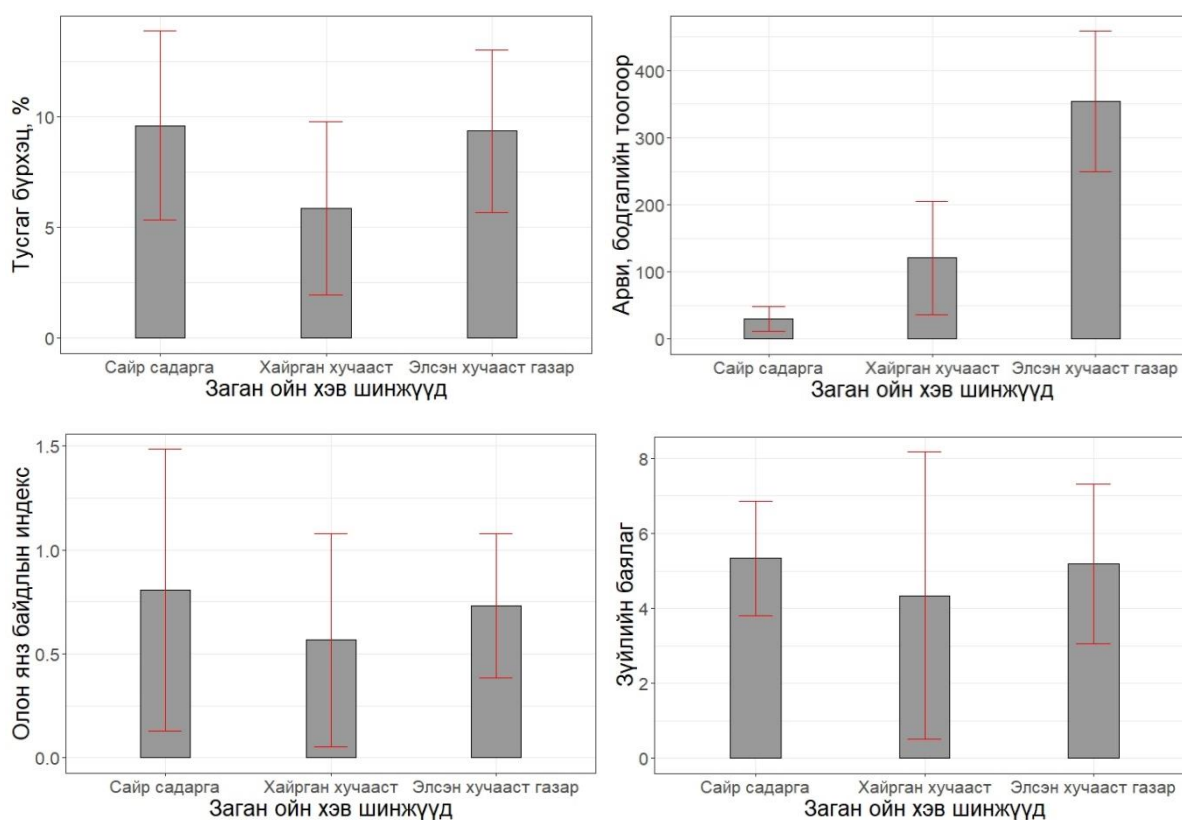 Тусгаг бүрхэц, %
10
5
0
Сайр садарга Хайрган хучааст Элсэн хучааст газар
Заган ойн хэв шинжүүд
Арви, бодгалийн тоогоор
400
300
200
100
0
Сайр садарга Хайрган хучааст Элсэн хучааст газар
Заган ойн хэв шинжүүд
Олон янз байдлын индекс
1.5
1.0
0.5
0.0
Сайр садарга Хайрган хучааст Элсэн хучааст газар
Заган ойн хэв шинжүүд
Зүйлийн баялаг
8
6
4
2
0
Сайр садарга Хайрган хучааст Элсэн хучааст газар
Заган ойн хэв шинжүүд